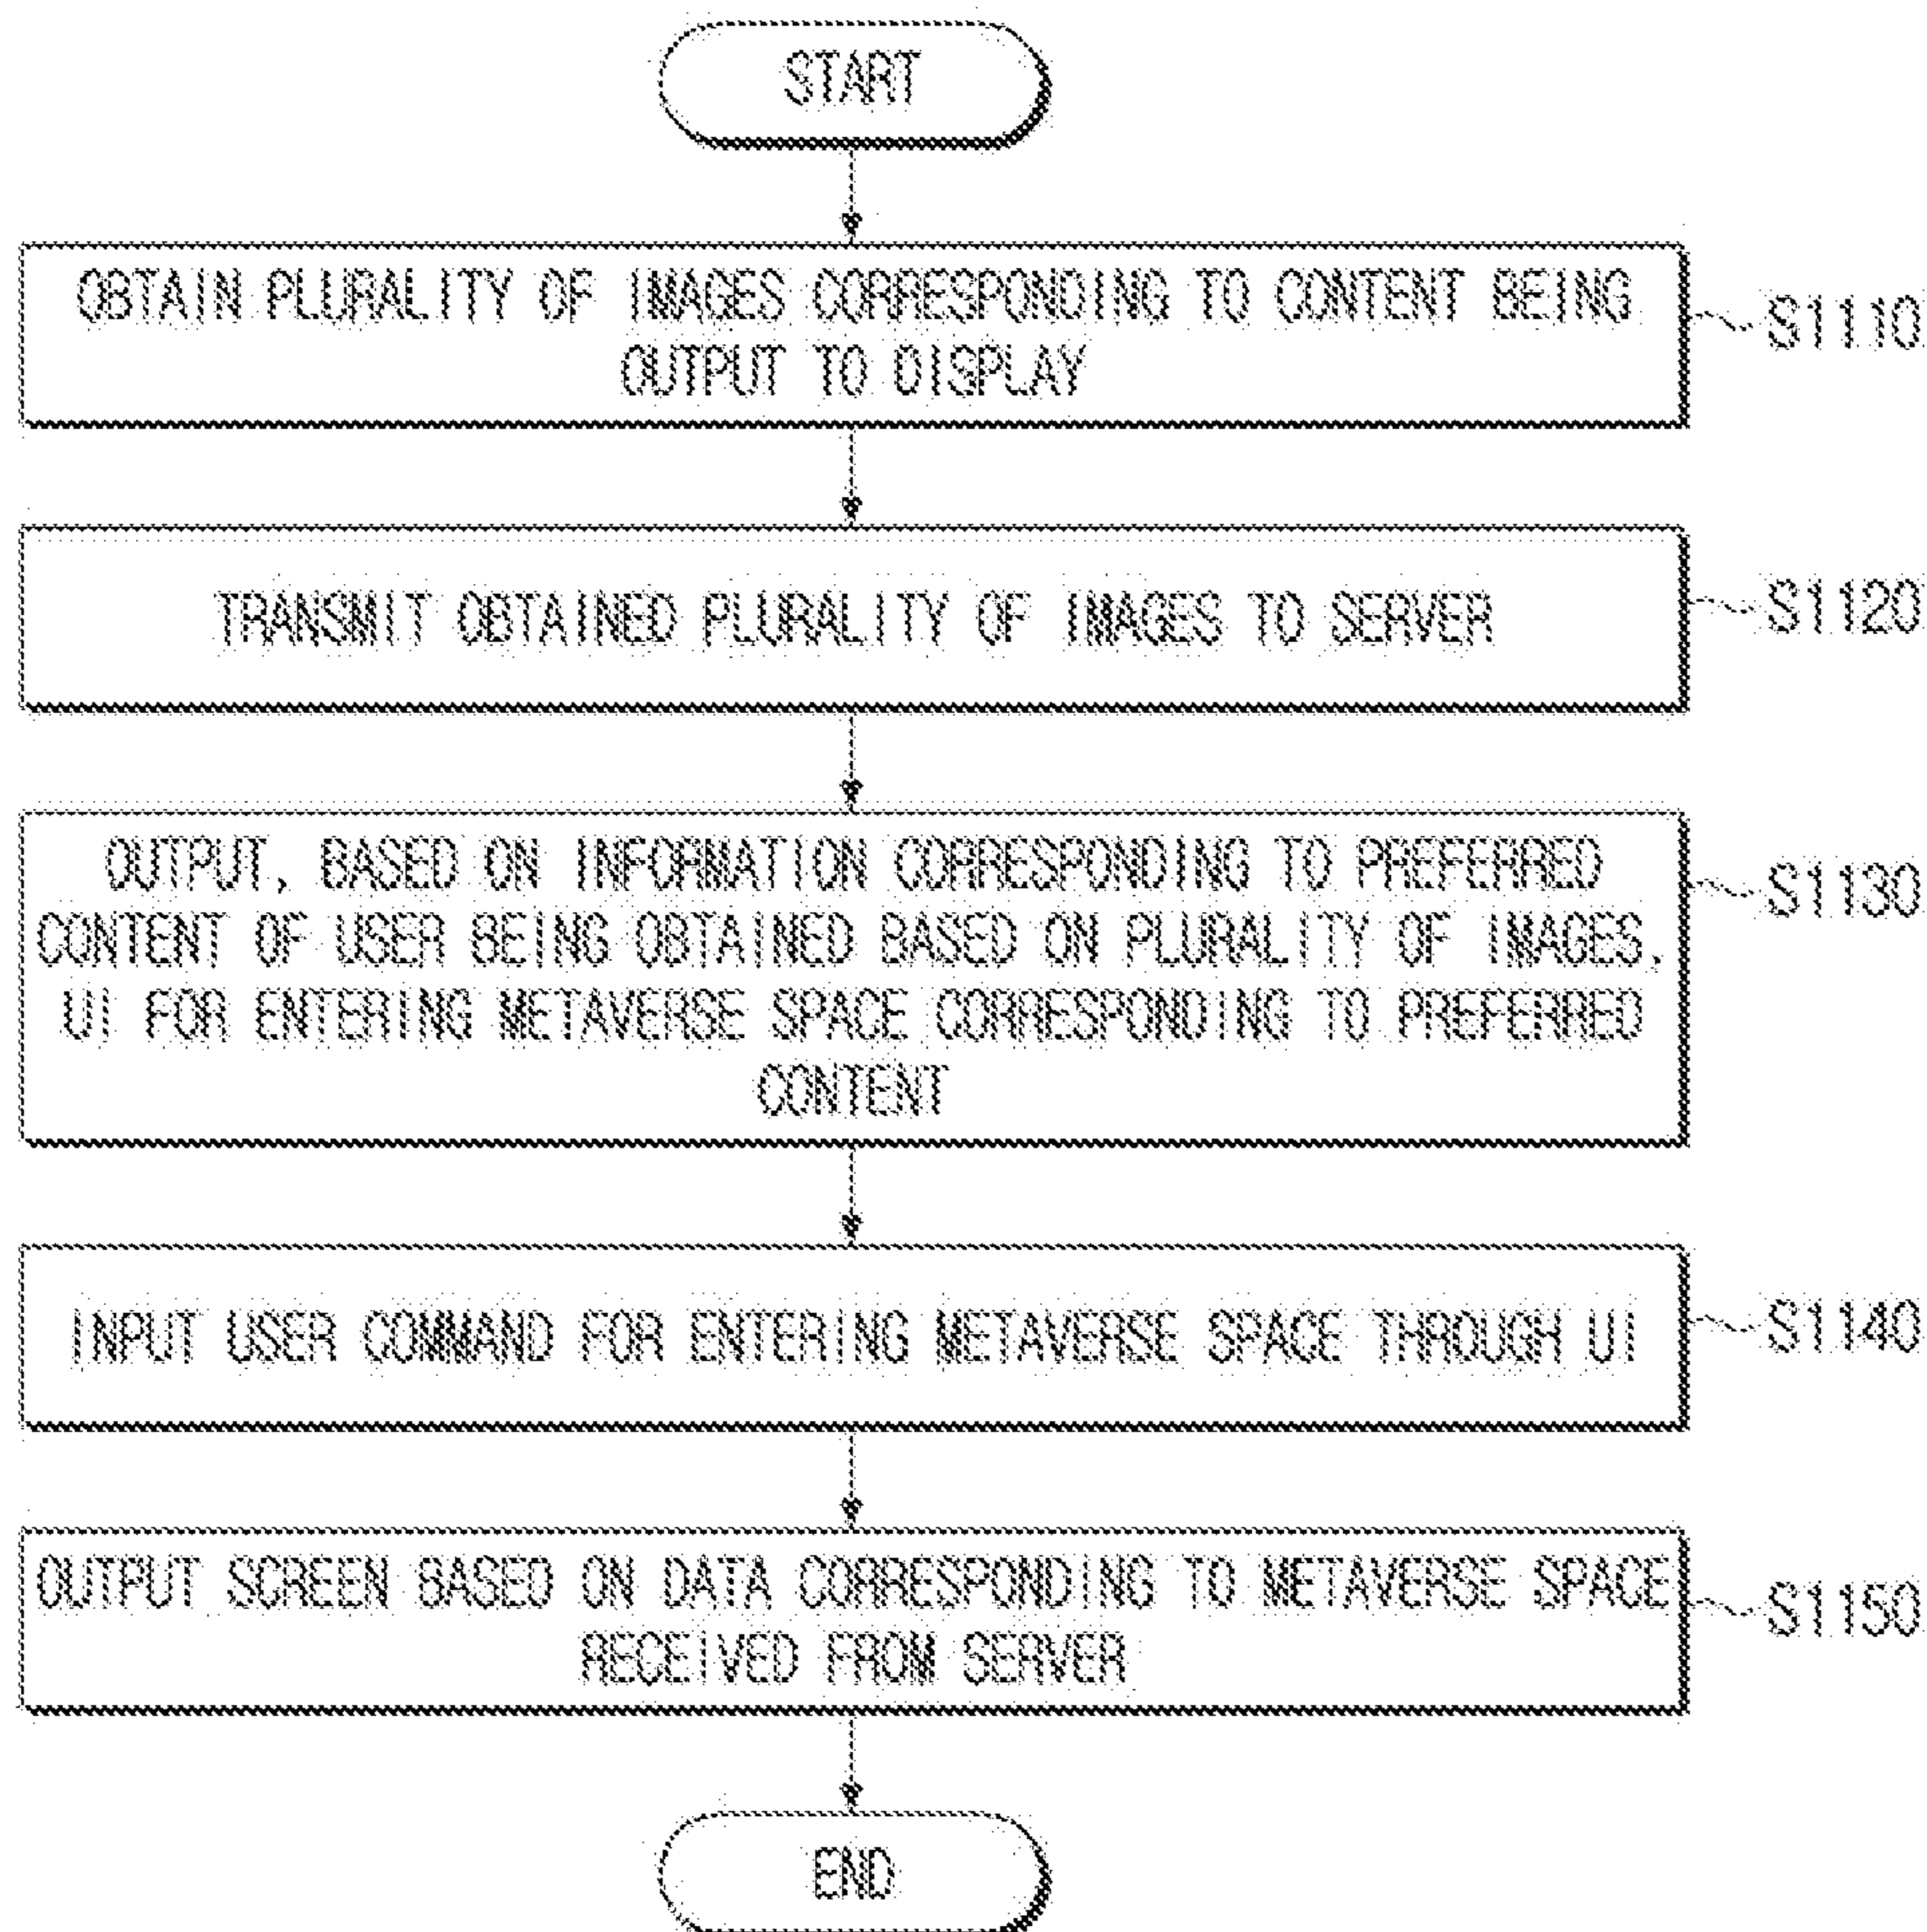 START
OBTAIN PLURALITY OF IMAGES CORRESPONDING TO CONTENT BEING
OUTPUT TO DISPLAY
S1110
TRANSMIT OBTAINED PLURALITY OF IMAGES TO SERVER
S1120
OUTPUT, BASED ON INFORMATION CORRESPONDING TO PREFERRED
CONTENT OF USER BEING OBTAINED BASED ON PLURALITY OF IMAGES,
UI FOR ENTERING METAVERSE SPACE CORRESPONDING TO PREFERRED
CONTENT
S1130
INPUT USER COMMAND FOR ENTERING METAVERSE SPACE THROUGH UI
S1140
OUTPUT SCREEN BASED ON DATA CORRESPONDING TO METAVERSE SPACE
RECEIVED FROM SERVER
S1150
END